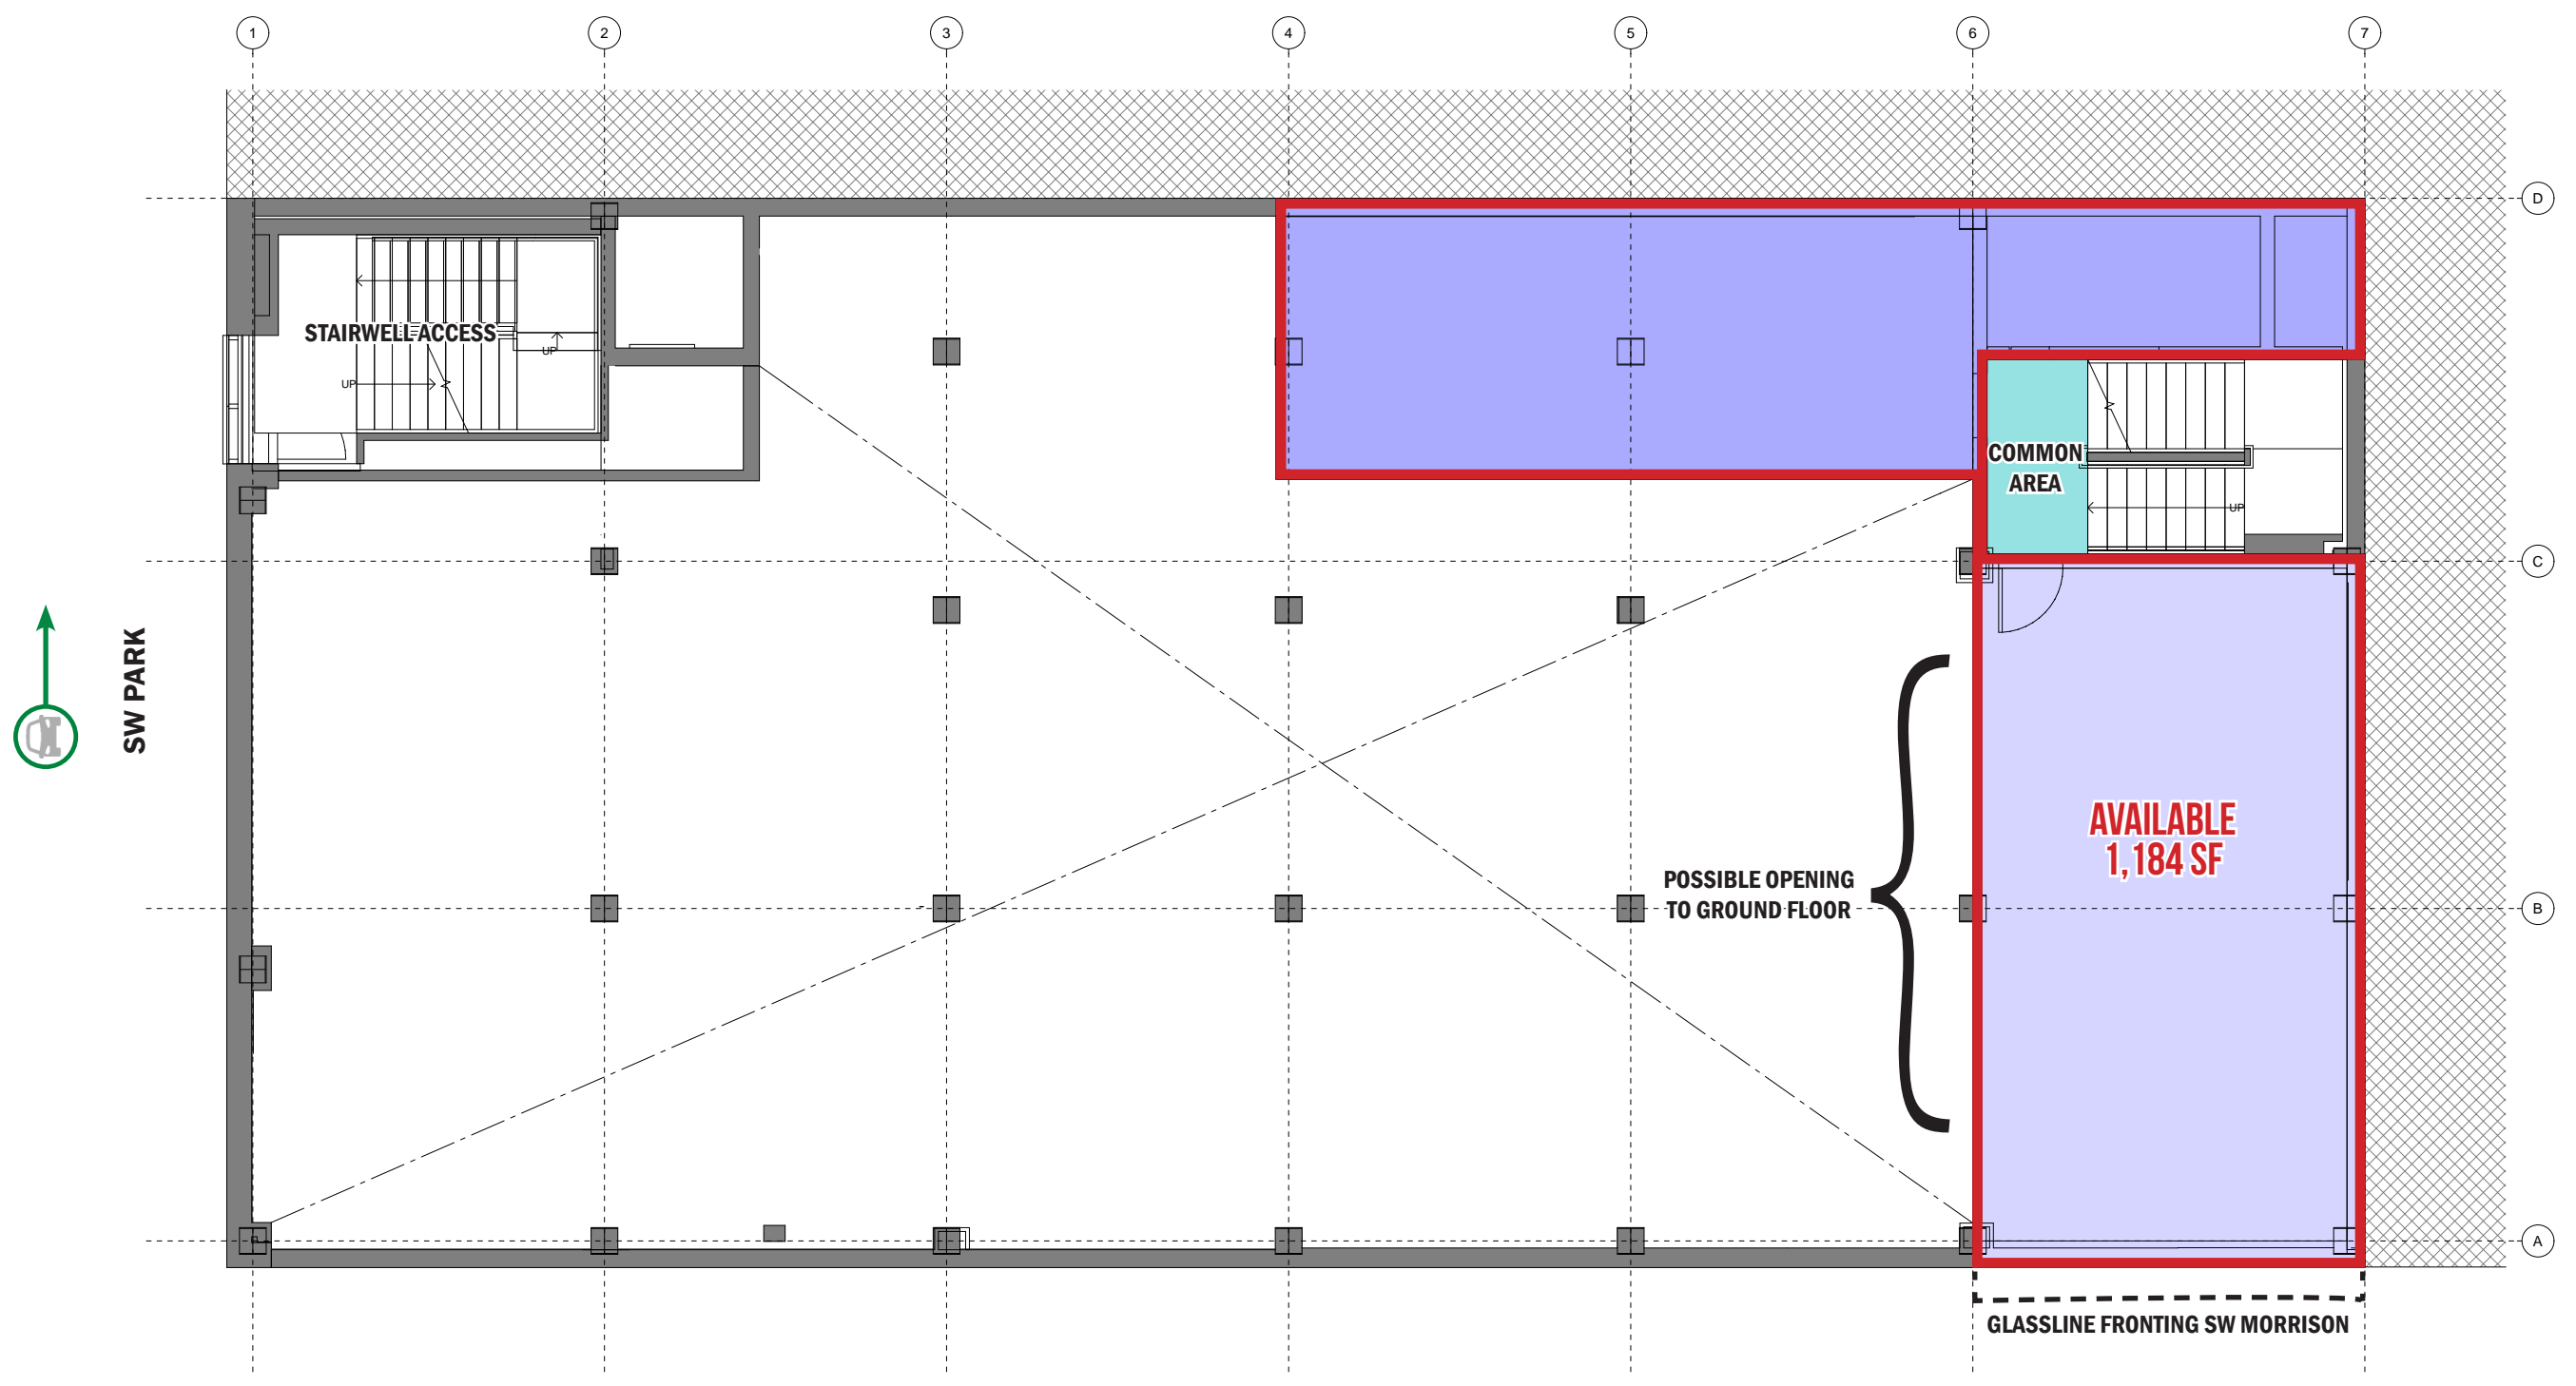 1
2
3
4
5
6
7
D
STAIRWELL ACCESS
UP
UP
COMMON
AREA
UP
C
SW PARK
AVAILABLE
1,184 SF
POSSIBLE OPENING
TO GROUND FLOOR
B
A
GLASSLINE FRONTING SW MORRISON